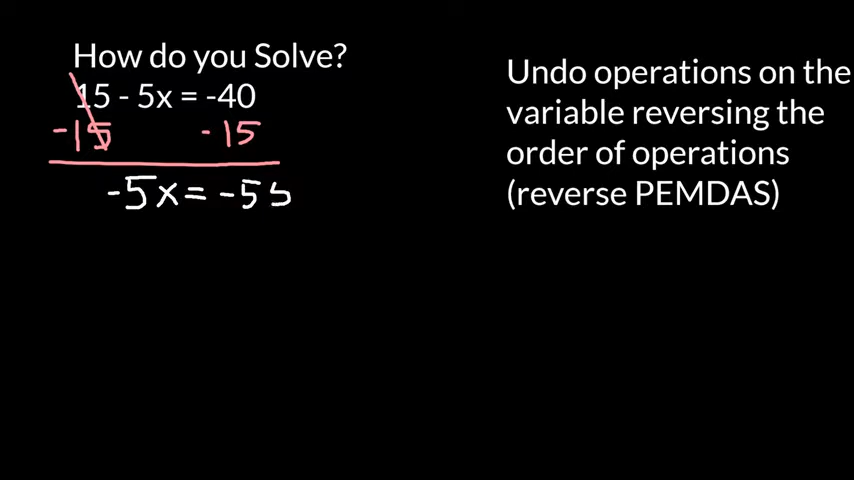 How do you Solve?
15 - 5x = -40
-15 -15
-5x = -55
Undo operations on the
variable reversing the
order of operations
(reverse PEMDAS)